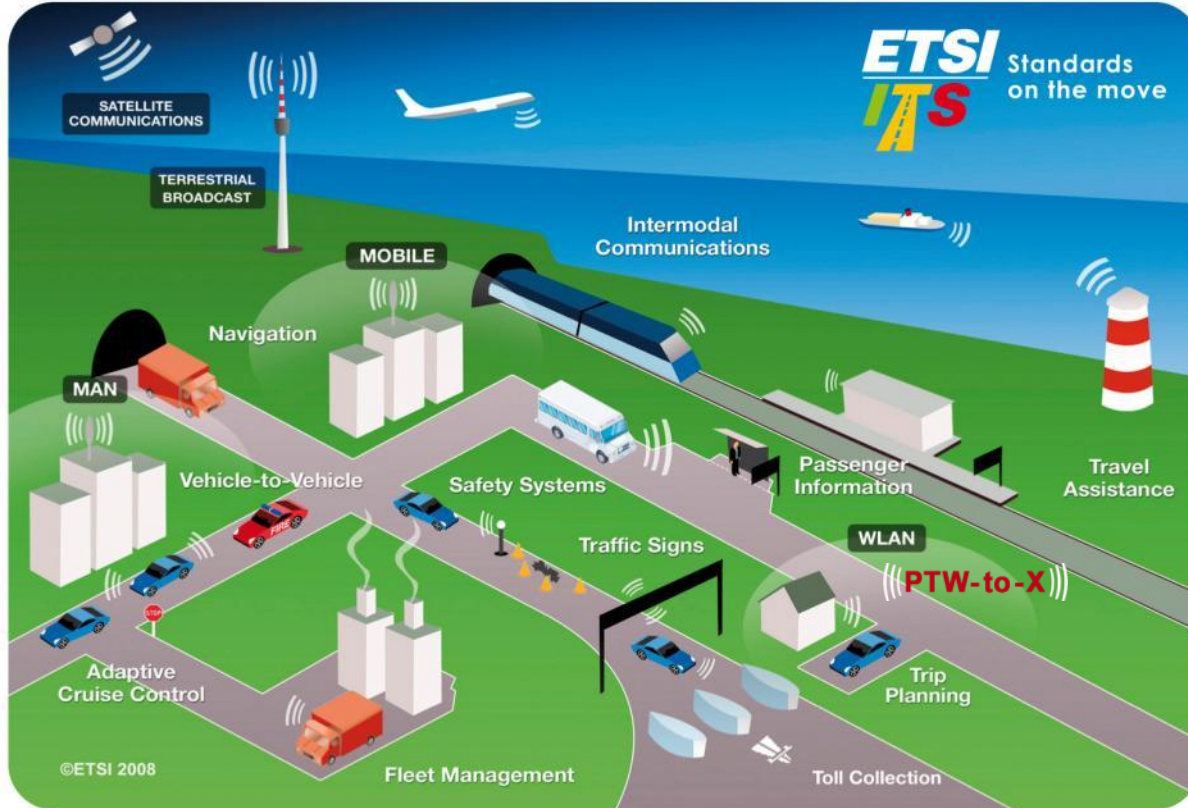 SATELLITE
COMMUNICATIONS
ETSI
ITS
Standards
on the move
TERRESTRIAL
BROADCAST
Intermodal
Communications
MOBILE
Navigation
MAN
Vehicle-to-Vehicle
Safety Systems
Passenger
Information
Travel
Assistance
FIRE
Traffic Signs
WLAN
PTW-to-X
STOP
Adaptive
Cruise Control
Trip
Planning
©ETSI 2008
Fleet Management
Toll Collection